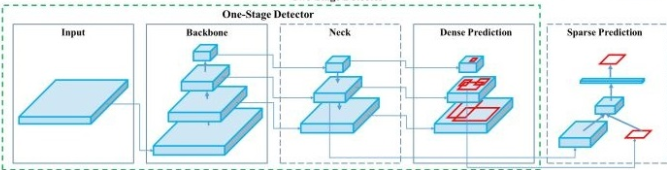 One-Stage Detector
Input
Backbone
Neck
Dense Prediction
Sparse Prediction